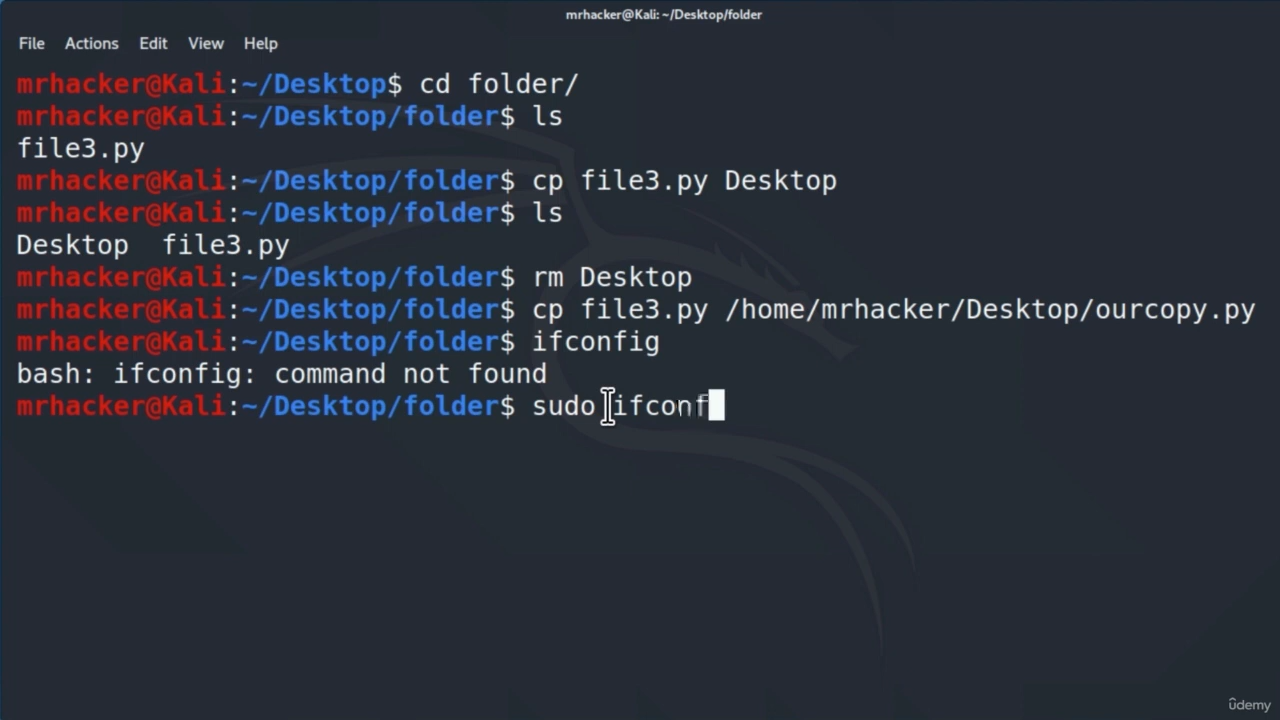 mrhacker@Kali: ~/Desktop/folder
File Actions Edit View Help
mrhacker@Kali:~/Desktop$ cd folder/
mrhacker@Kali:~/Desktop/folder$ ls
file3.py
mrhacker@Kali:~/Desktop/folder$ cp file3.py Desktop
mrhacker@Kali:~/Desktop/folder$ ls
Desktop  file3.py
mrhacker@Kali:~/Desktop/folder$ rm Desktop
mrhacker@Kali:~/Desktop/folder$ cp file3.py /home/mrhacker/Desktop/ourcopy.py
mrhacker@Kali:~/Desktop/folder$ ifconfig
bash: ifconfig: command not found
mrhacker@Kali:~/Desktop/folder$ sudo ifconf
ûdemy